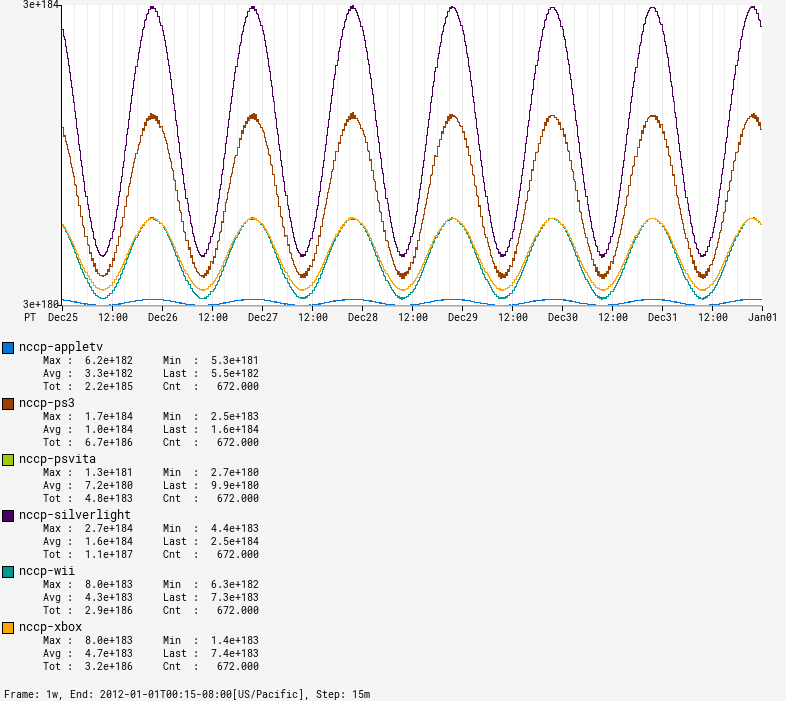 3e+184
3e+180
PT Dec25 12:00 Dec26 12:00 Dec27 12:00 Dec28 12:00 Dec29 12:00 Dec30 12:00 Dec31 12:00 Jan01
nccp-appletv
Max : 6.2e+182 Min : 5.3e+181
Avg : 3.3e+182 Last : 5.5e+182
Tot : 2.2e+185 Cnt : 672.000
nccp-ps3
Max : 1.7e+184 Min : 2.5e+183
Avg : 1.0e+184 Last : 1.6e+184
Tot : 6.7e+186 Cnt : 672.000
nccp-psvita
Max : 1.3e+181 Min : 2.7e+180
Avg : 7.2e+180 Last : 9.9e+180
Tot : 4.8e+183 Cnt : 672.000
nccp-silverlight
Max : 2.7e+184 Min : 4.4e+183
Avg : 1.6e+184 Last : 2.5e+184
Tot : 1.1e+187 Cnt : 672.000
nccp-wii
Max : 8.0e+183 Min : 6.3e+182
Avg : 4.3e+183 Last : 7.3e+183
Tot : 2.9e+186 Cnt : 672.000
nccp-xbox
Max : 8.0e+183 Min : 1.4e+183
Avg : 4.7e+183 Last : 7.4e+183
Tot : 3.2e+186 Cnt : 672.000
Frame: 1w, End: 2012-01-01T00:15-08:00[US/Pacific], Step: 15m